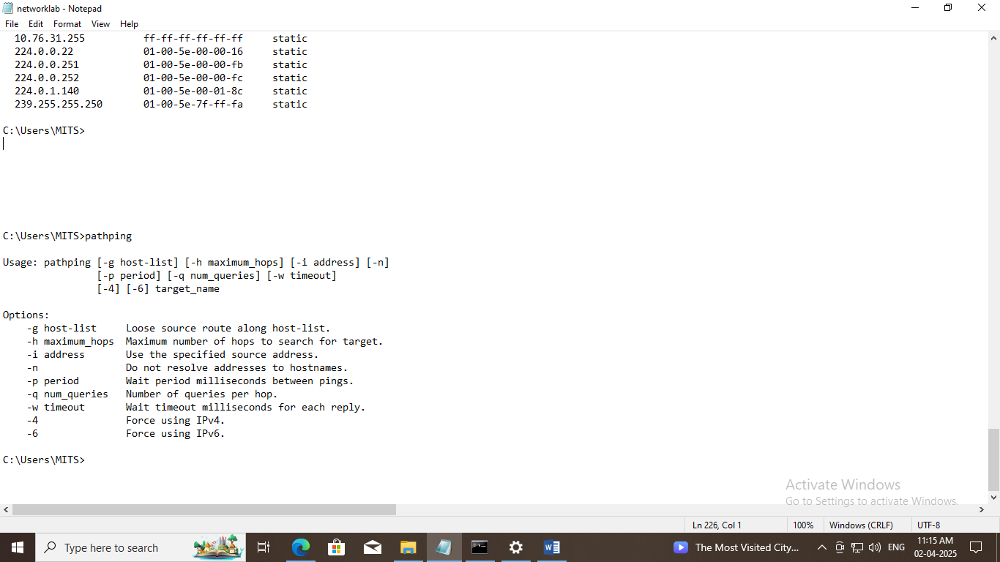 networklab - Notepad
File Edit Format View Help
10.76.31.255 ff-ff-ff-ff-ff-ff static
224.0.0.22 01-00-5e-00-00-16 static
224.0.0.251 01-00-5e-00-00-fb static
224.0.0.252 01-00-5e-00-00-fc static
224.0.1.140 01-00-5e-00-01-8c static
239.255.255.250 01-00-5e-7f-ff-fa static
C:\Users\MITS>
C:\Users\MITS>pathping
Usage: pathping [-g host-list] [-h maximum_hops] [-i address] [-n]
[-p period] [-q num_queries] [-w timeout]
[-4] [-6] target_name
Options:
-g host-list Loose source route along host-list.
-h maximum_hops Maximum number of hops to search for target.
-i address Use the specified source address.
-n Do not resolve addresses to hostnames.
-p period Wait period milliseconds between pings.
-q num_queries Number of queries per hop.
-w timeout Wait timeout milliseconds for each reply.
-4 Force using IPv4.
-6 Force using IPv6.
C:\Users\MITS>
Activate Windows
Go to Settings to activate Windows.
Ln 226, Col 1 100% Windows (CRLF) UTF-8
Type here to search
The Most Visited City...
ENG
11:15 AM
02-04-2025